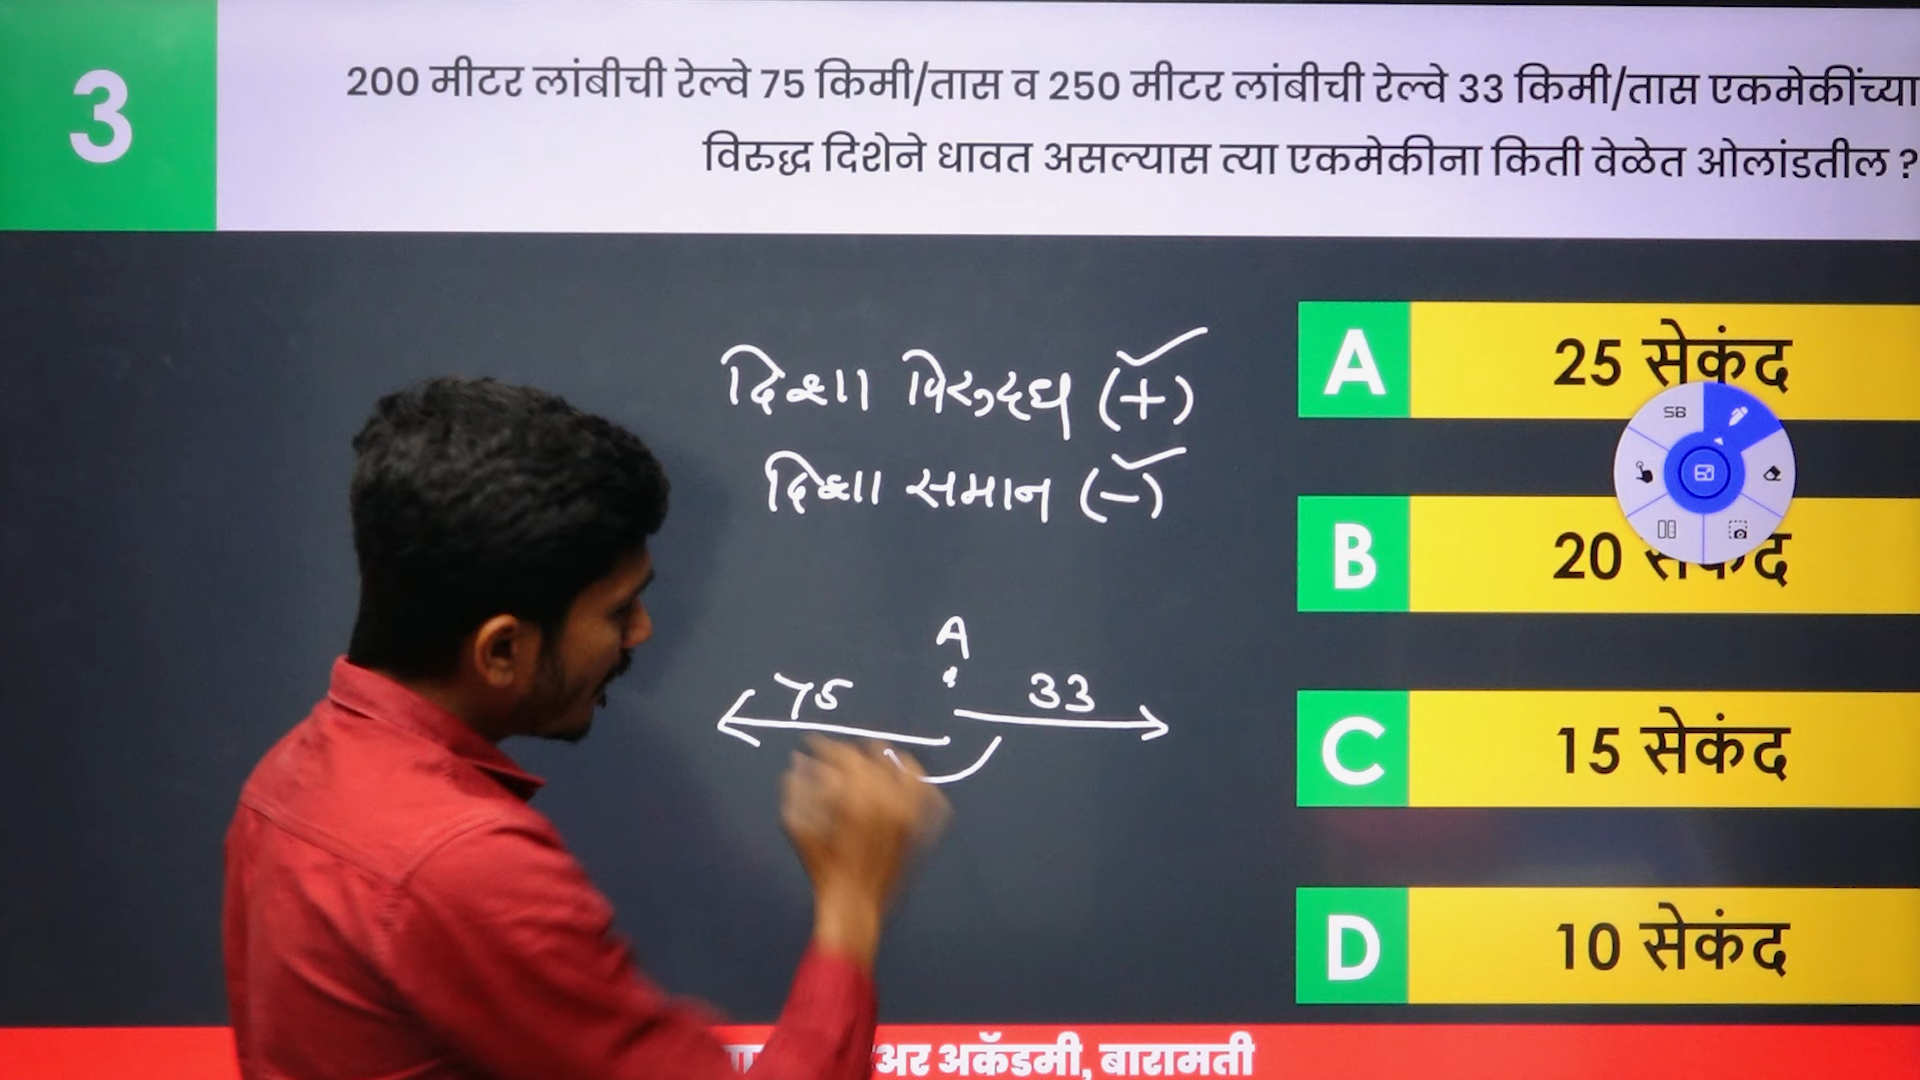 3
200 मीटर लांबीची रेल्वे 75 किमी/तास व 250 मीटर लांबीची रेल्वे 33 किमी/तास एकमेकींच्या
विरुद्ध दिशेने धावत असल्यास त्या एकमेकीना किती वेळेत ओलांडतील ?
दिशा विरुद्ध (+)
दिशा समान (-)
A
75 33
A 25 सेकंद
SB
B 20
C 15 सेकंद
D 10 सेकंद
अकॅडमी, बारामती